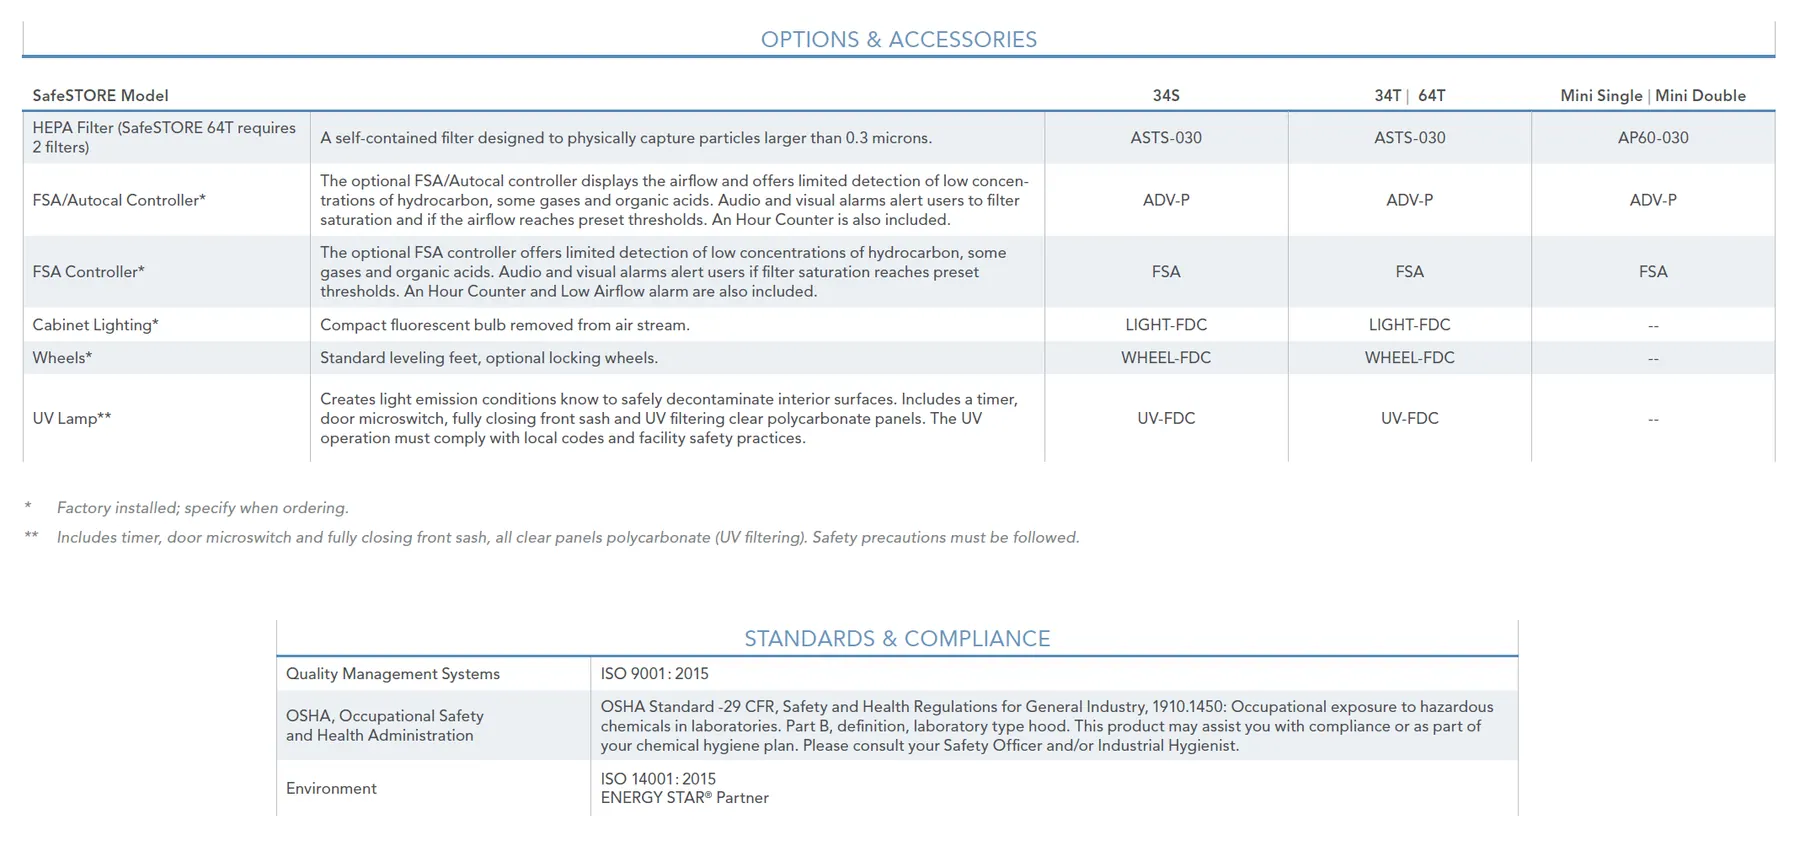 OPTIONS & ACCESSORIES
SafeSTORE Model 34S 34T | 64T Mini Single | Mini Double
HEPA Filter (SafeSTORE 64T requires
2 filters)
A self-contained filter designed to physically capture particles larger than 0.3 microns.
ASTS-030 ASTS-030 AP60-030
FSA/Autocal Controller*
The optional FSA/Autocal controller displays the airflow and offers limited detection of low concen-
trations of hydrocarbon, some gases and organic acids. Audio and visual alarms alert users to filter
saturation and if the airflow reaches preset thresholds. An Hour Counter is also included.
ADV-P ADV-P ADV-P
FSA Controller*
The optional FSA controller offers limited detection of low concentrations of hydrocarbon, some
gases and organic acids. Audio and visual alarms alert users if filter saturation reaches preset
thresholds. An Hour Counter and Low Airflow alarm are also included.
FSA FSA FSA
Cabinet Lighting* Compact fluorescent bulb removed from air stream. LIGHT-FDC LIGHT-FDC --
Wheels* Standard leveling feet, optional locking wheels. WHEEL-FDC WHEEL-FDC --
UV Lamp**
Creates light emission conditions know to safely decontaminate interior surfaces. Includes a timer,
door microswitch, fully closing front sash and UV filtering clear polycarbonate panels. The UV
operation must comply with local codes and facility safety practices.
UV-FDC UV-FDC --
* Factory installed; specify when ordering.
** Includes timer, door microswitch and fully closing front sash, all clear panels polycarbonate (UV filtering). Safety precautions must be followed.
STANDARDS & COMPLIANCE
Quality Management Systems ISO 9001: 2015
OSHA, Occupational Safety
and Health Administration
OSHA Standard -29 CFR, Safety and Health Regulations for General Industry, 1910.1450: Occupational exposure to hazardous
chemicals in laboratories. Part B, definition, laboratory type hood. This product may assist you with compliance or as part of
your chemical hygiene plan. Please consult your Safety Officer and/or Industrial Hygienist.
Environment
ISO 14001: 2015
ENERGY STAR® Partner